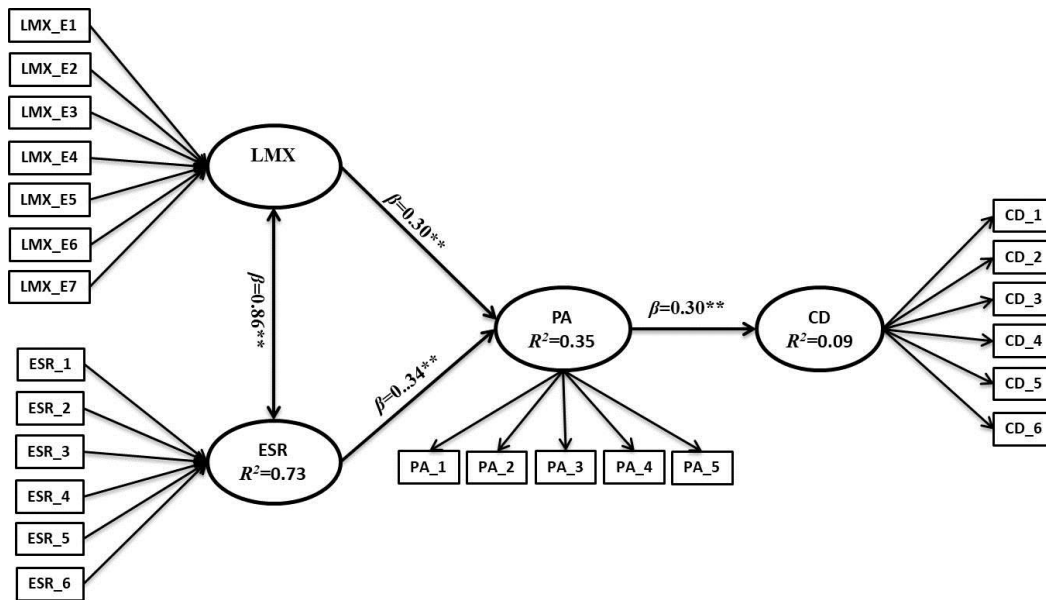 LMX_E1
LMX_E2
LMX_E3
LMX_E4
LMX_E5
LMX_E6
LMX_E7
LMX
β=0.30**
β=0.86**
ESR_1
ESR_2
ESR_3
ESR_4
ESR_5
ESR_6
ESR
R²=0.73
β=0..34**
PA
R²=0.35
PA_1
PA_2
PA_3
PA_4
PA_5
β=0.30**
CD
R²=0.09
CD_1
CD_2
CD_3
CD_4
CD_5
CD_6